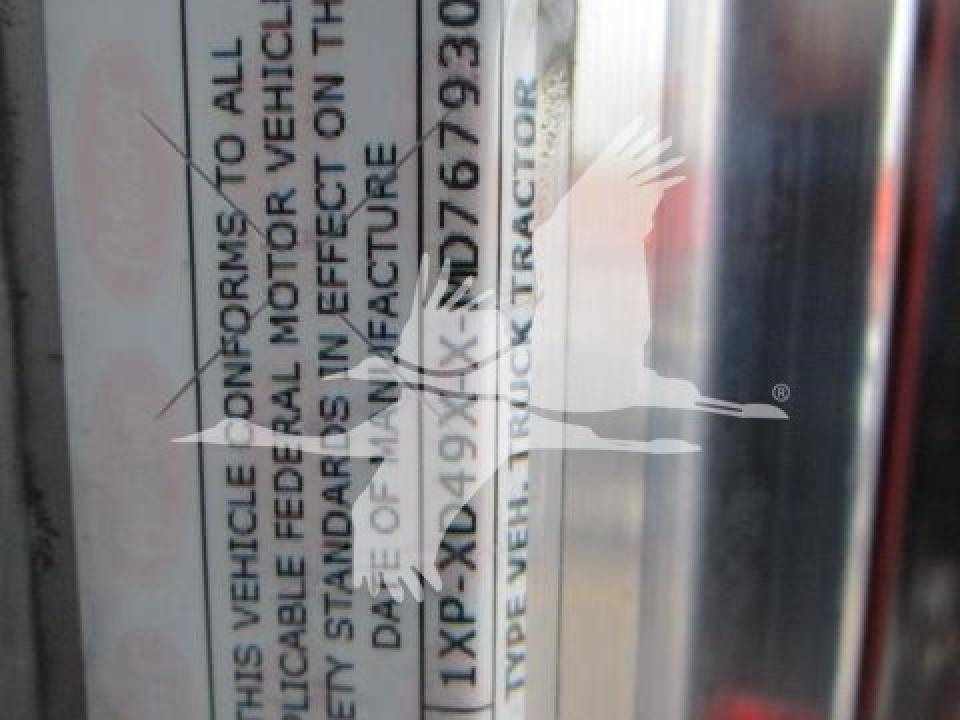 THIS VEHICLE CONFORMS TO ALL
PLICABLE FEDERAL MOTOR VEHICL
ETY STANDARDS IN EFFECT ON TH
DATE OF MANUFACTURE
1XP-XD49X-X-MD767930
TYPE VEH. TRUCK TRACTOR
®